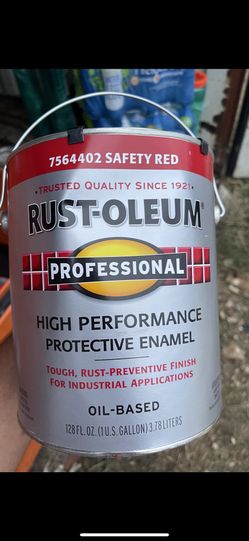 7564402 SAFETY RED
TRUSTED QUALITY SINCE 1921
RUST-OLEUM
PROFESSIONAL
HIGH PERFORMANCE
PROTECTIVE ENAMEL
TOUGH, RUST-PREVENTIVE FINISH
FOR INDUSTRIAL APPLICATIONS
OIL-BASED
128 FL. OZ. (1 U.S. GALLON) 3.78 LITERS